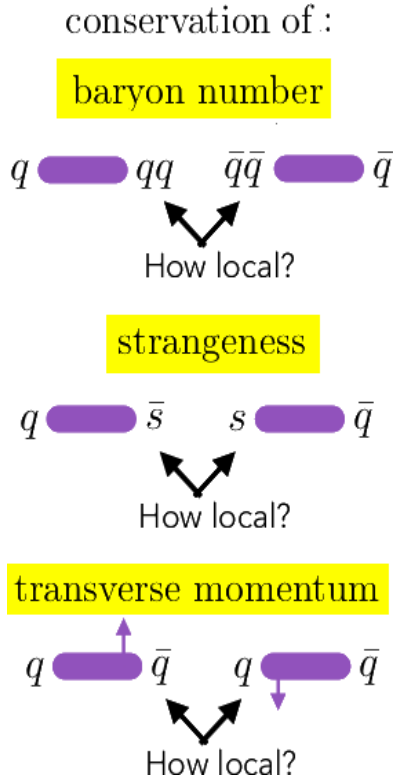 conservation of :
baryon number
q qq q̄q̄ q̄
How local?
strangeness
q s̄ s q̄
How local?
transverse momentum
q q̄ q q̄
How local?